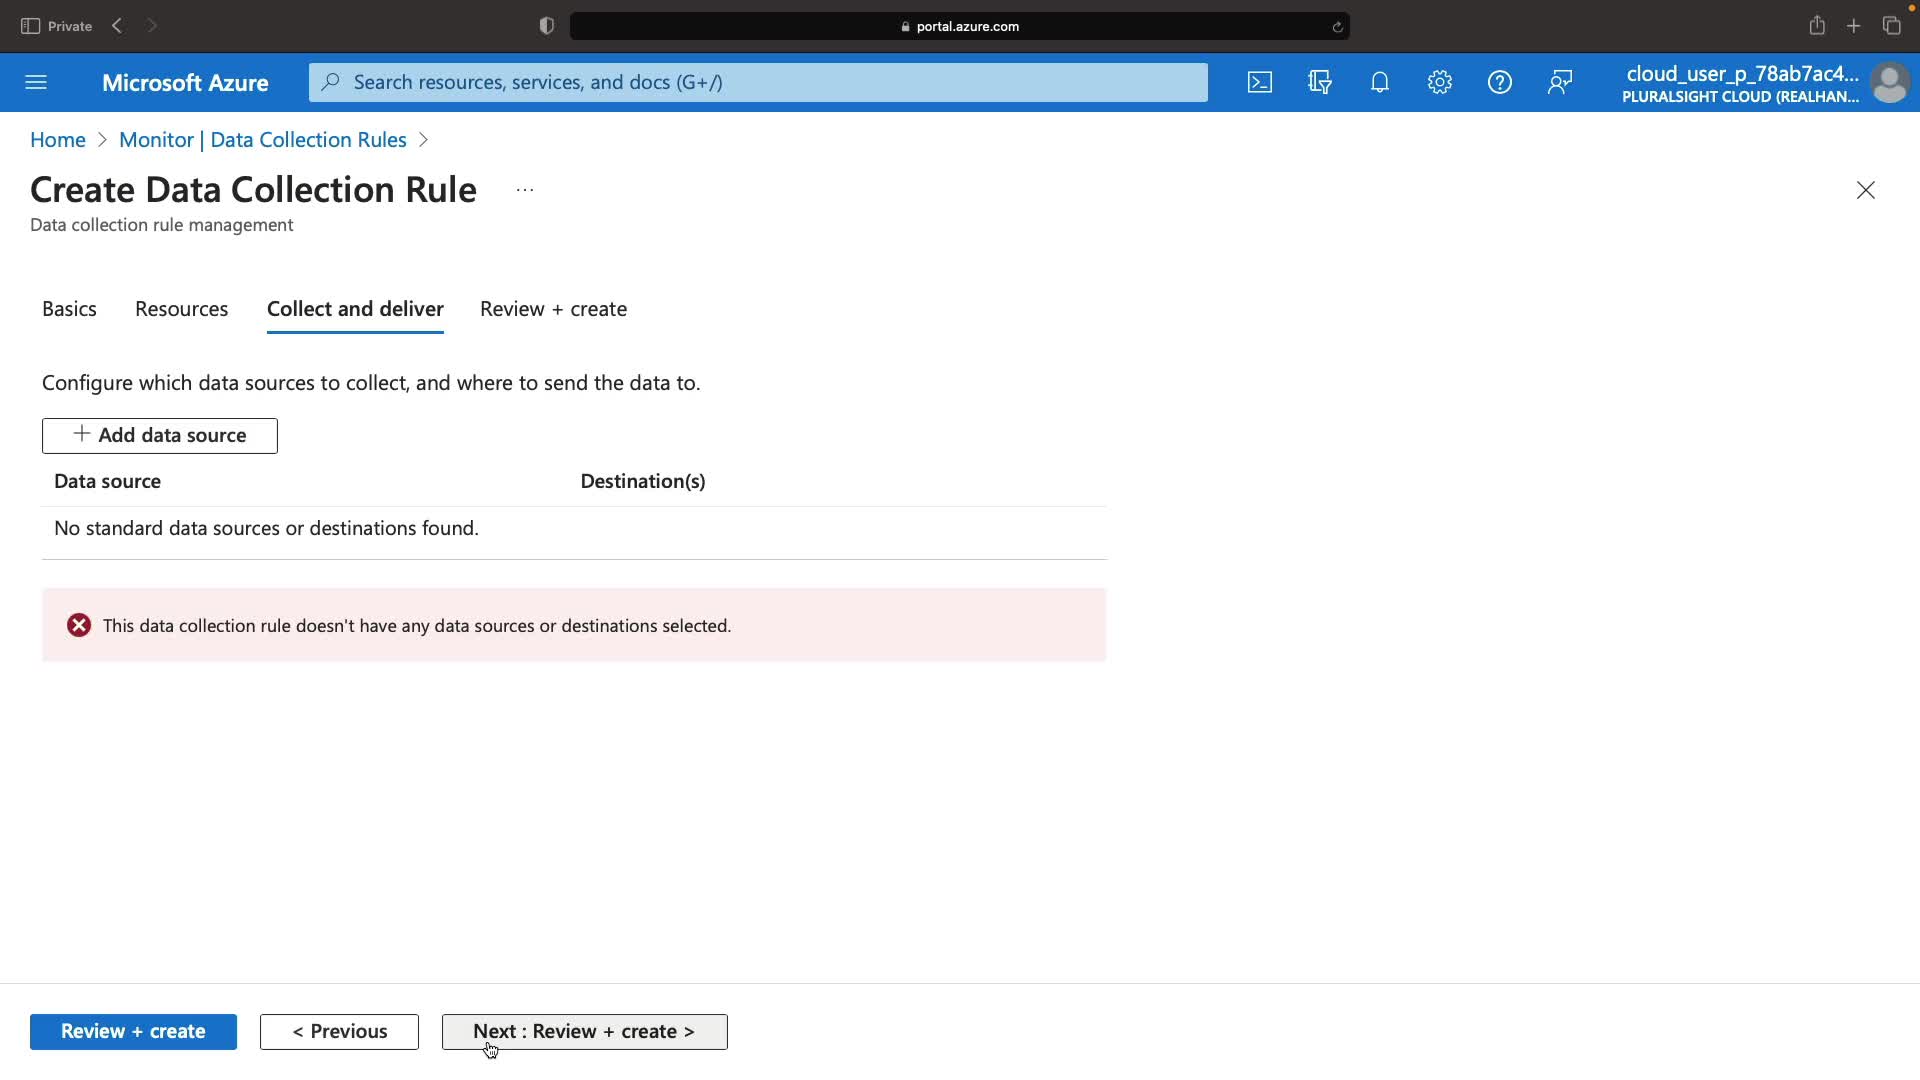 Private
portal.azure.com
Microsoft Azure
Search resources, services, and docs (G+/)
cloud_user_p_78ab7ac4...
PLURALSIGHT CLOUD (REALHAN...
Home > Monitor | Data Collection Rules >
Create Data Collection Rule ...
Data collection rule management
Basics Resources Collect and deliver Review + create
Configure which data sources to collect, and where to send the data to.
+ Add data source
Data source Destination(s)
No standard data sources or destinations found.
This data collection rule doesn't have any data sources or destinations selected.
Review + create < Previous Next : Review + create >